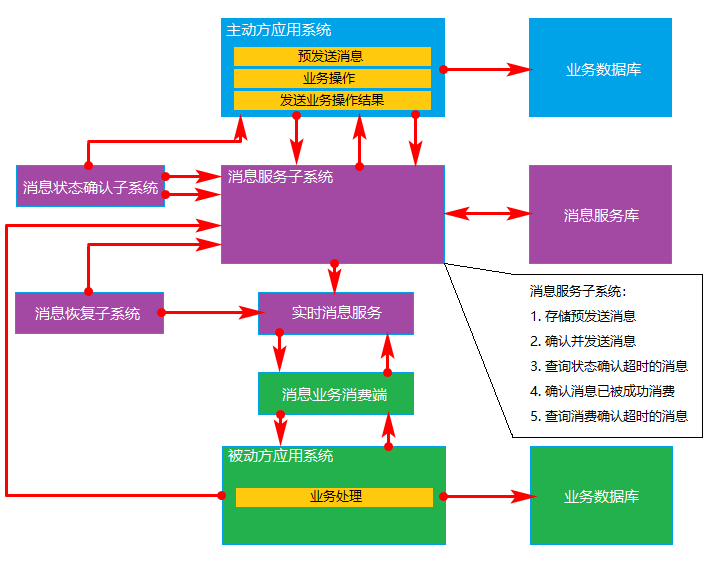 主动方应用系统
预发送消息
业务操作
发送业务操作结果
业务数据库
消息状态确认子系统
消息服务子系统
消息服务库
消息恢复子系统
实时消息服务
消息服务子系统：
1. 存储预发送消息
2. 确认并发送消息
3. 查询状态确认超时的消息
4. 确认消息已被成功消费
5. 查询消费确认超时的消息
消息业务消费端
被动方应用系统
业务处理
业务数据库